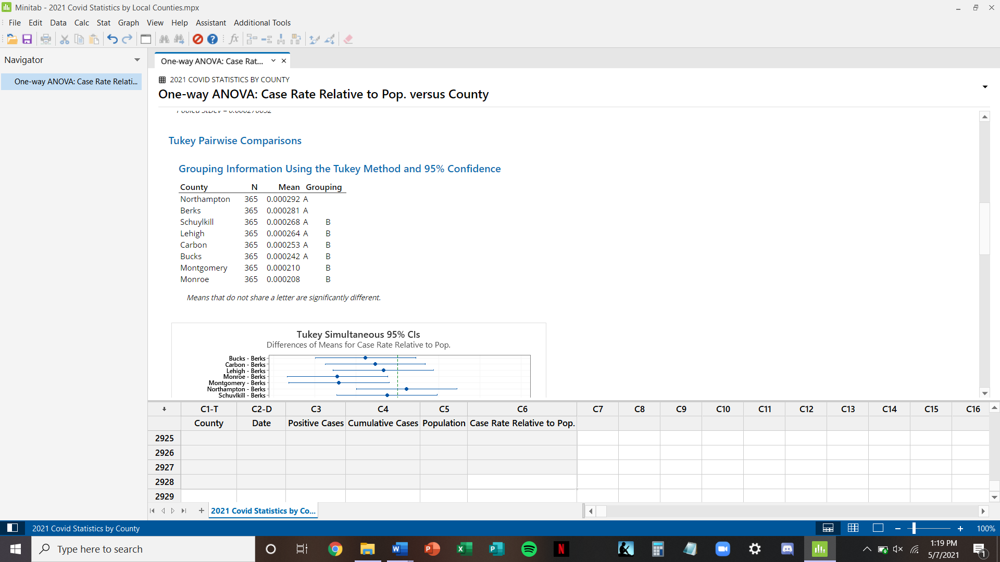 Minitab - 2021 Covid Statistics by Local Counties.mpx
File Edit Data Calc Stat Graph View Help Assistant Additional Tools
Navigator
One-way ANOVA: Case Rat...
One-way ANOVA: Case Rate Relati...
2021 COVID STATISTICS BY COUNTY
One-way ANOVA: Case Rate Relative to Pop. versus County
Tukey Pairwise Comparisons
Grouping Information Using the Tukey Method and 95% Confidence
County N Mean Grouping
Northampton 365 0.000292 A
Berks 365 0.000281 A
Schuylkill 365 0.000268 A B
Lehigh 365 0.000264 A B
Carbon 365 0.000253 A B
Bucks 365 0.000242 A B
Montgomery 365 0.000210 B
Monroe 365 0.000208 B
Means that do not share a letter are significantly different.
Tukey Simultaneous 95% CIs
Differences of Means for Case Rate Relative to Pop.
Bucks - Berks
Carbon - Berks
Lehigh - Berks
Monroe - Berks
Montgomery - Berks
Northampton - Berks
Schuylkill - Berks
C1-T C2-D C3 C4 C5 C6 C7 C8 C9 C10 C11 C12 C13 C14 C15 C16
County Date Positive Cases Cumulative Cases Population Case Rate Relative to Pop.
2925
2926
2927
2928
2929
2021 Covid Statistics by Co...
2021 Covid Statistics by County
100%
Type here to search
1:19 PM
5/7/2021
1